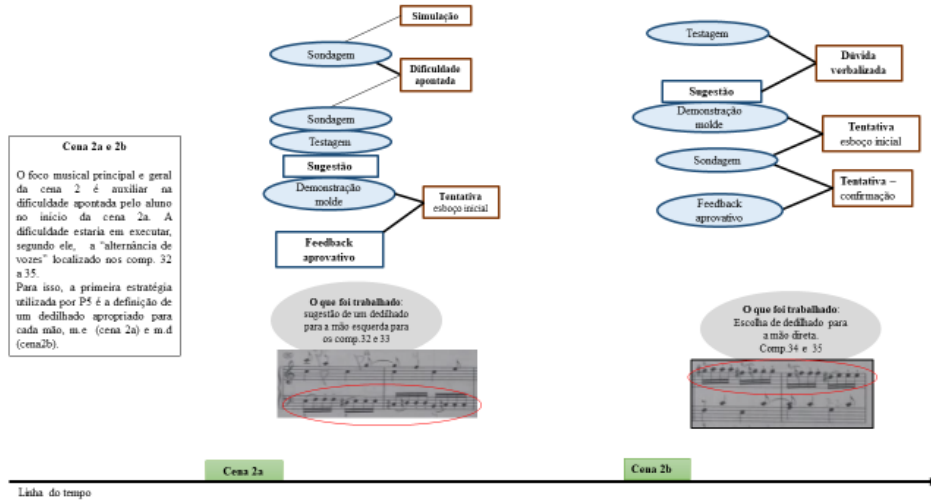 Simulação
Sondagem
Dificuldade
apontada
Sondagem
Testagem
Sugestão
Demonstração
molde
Tentativa
esboço inicial
Feedback
aprovativo
Testagem
Dúvida
verbalizada
Sugestão
Demonstração
molde
Tentativa
esboço inicial
Sondagem
Tentativa –
confirmação
Feedback
aprovativo
Cena 2a e 2b
O foco musical principal e geral
da cena 2 é auxiliar na
dificuldade apontada pelo aluno
no inicio da cena 2a. A
dificuldade estaria em executar,
segundo ele, a “alternância de
vozes” localizado nos comp. 32
a 35.
Para isso, a primeira estratégia
utilizada por P5 é a definição de
um dedilhado apropriado para
cada mão, m.e (cena 2a) e m.d
(cena2b).
O que foi trabalhado:
sugestão de um dedilhado
para a mão esquerda para
os comp.32 e 33
O que foi trabalhado:
Escolha de dedilhado para
a mão direta.
Comp.34 e 35
Cena 2a
Cena 2b
Linha do tempo